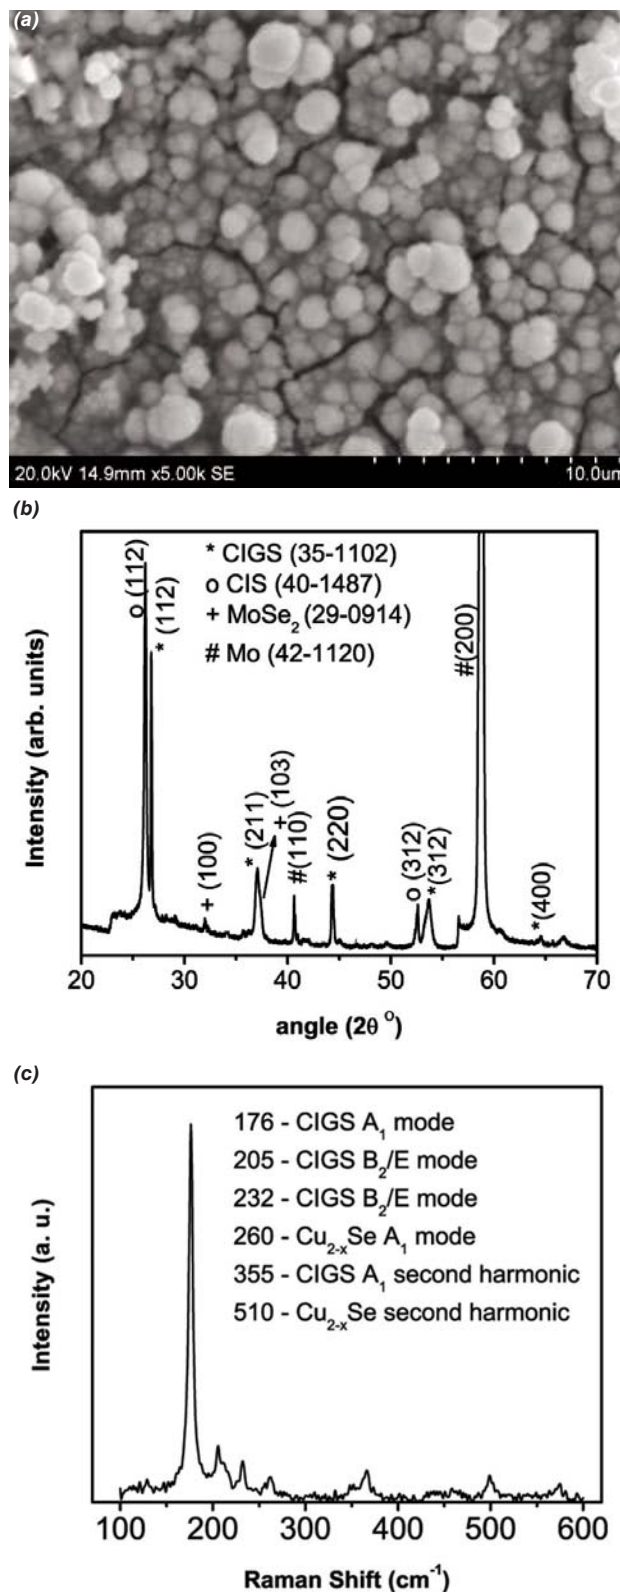 (a)
20.0kV 14.9mm x5.00k SE
10.0um
(b)
* CIGS (35-1102)
o CIS (40-1487)
+ MoSe₂ (29-0914)
# Mo (42-1120)
o (112)
* (112)
+ (100)
* (211)
+ (103)
#(110)
* (220)
o (312)
*(312)
#(200)
*(400)
Intensity (arb. units)
20 30 40 50 60 70
angle (2θ °)
(c)
176 - CIGS A₁ mode
205 - CIGS B₂/E mode
232 - CIGS B₂/E mode
260 - Cu₂₋ₓSe A₁ mode
355 - CIGS A₁ second harmonic
510 - Cu₂₋ₓSe second harmonic
Intensity (a. u.)
100 200 300 400 500 600
Raman Shift (cm⁻¹)